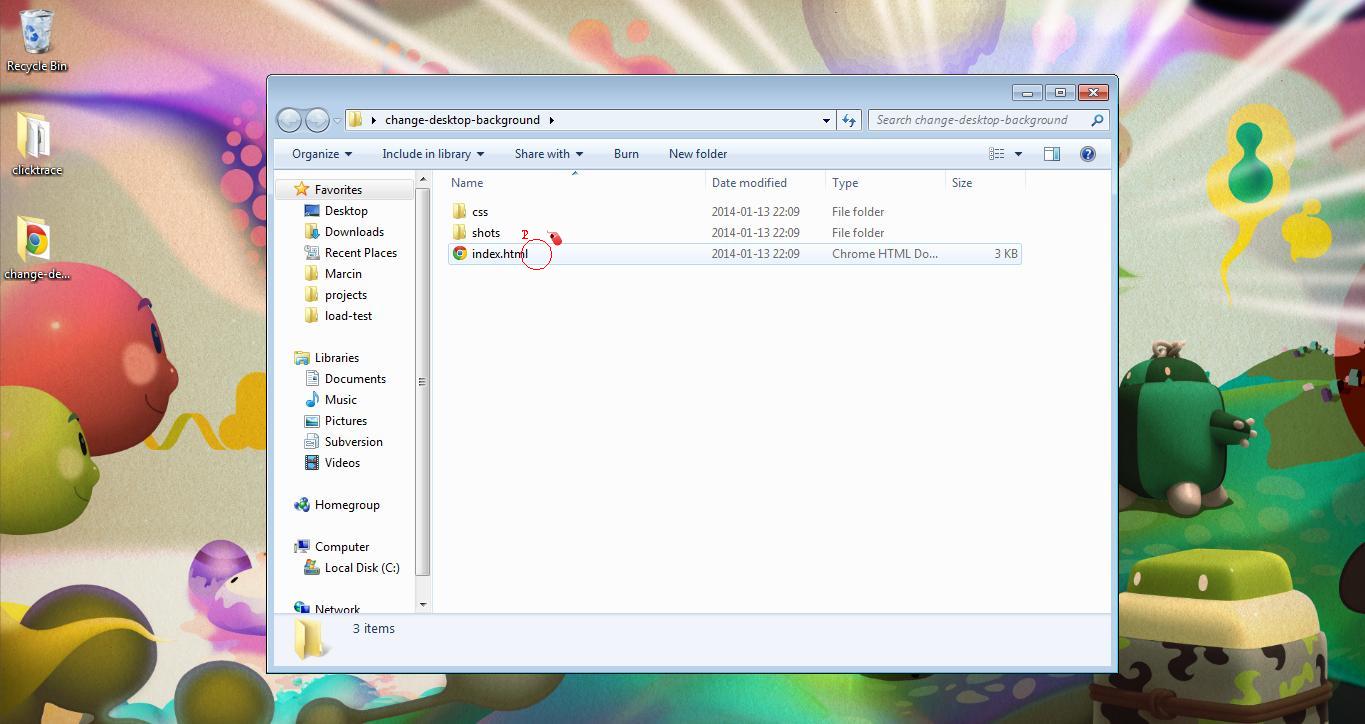 Recycle Bin
clicktrace
change-de...
change-desktop-background
Search change-desktop-background
Organize Include in library Share with Burn New folder
Name Date modified Type Size
css 2014-01-13 22:09 File folder
shots 2014-01-13 22:09 File folder
index.html 2014-01-13 22:09 Chrome HTML Do... 3 KB
2
Favorites
Desktop
Downloads
Recent Places
Marcin
projects
load-test
Libraries
Documents
Music
Pictures
Subversion
Videos
Homegroup
Computer
Local Disk (C:)
Network
3 items